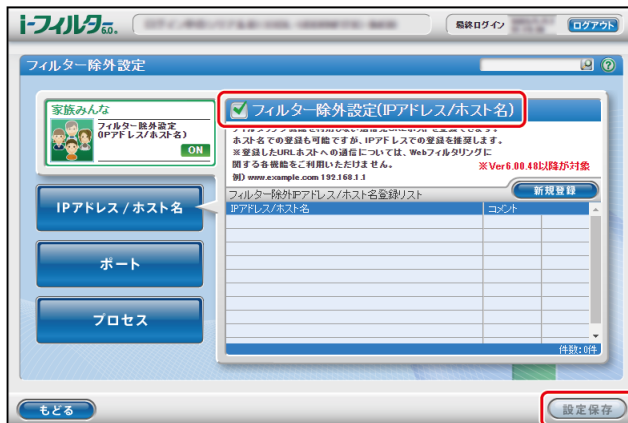 i-フィルター 6.0
最終ログイン
ログアウト
フィルター除外設定
家族みんな
フィルター除外設定
(IPアドレス/ホスト名)
ON
IPアドレス / ホスト名
ポート
プロセス
フィルター除外設定(IPアドレス/ホスト名)
ホスト名での登録も可能ですが、IPアドレスでの登録を推奨します。
※登録したURLホストへの通信については、Webフィルタリングに
関する各機能をご利用いただけません。
※Ver6.00.48以降が対象
例) www.example.com 192.168.1.1
フィルター除外IPアドレス/ホスト名登録リスト
新規登録
IPアドレス/ホスト名
コメント
件数:0件
もどる
設定保存